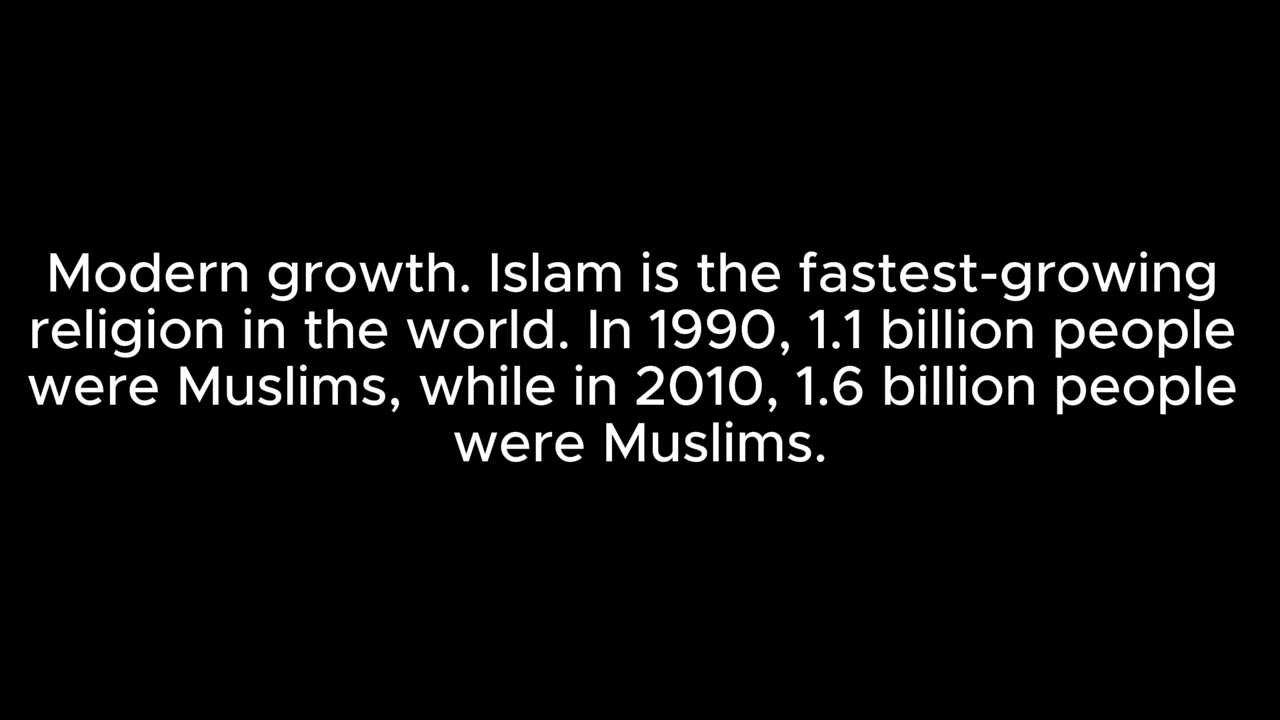 Modern growth. Islam is the fastest-growing
religion in the world. In 1990, 1.1 billion people
were Muslims, while in 2010, 1.6 billion people
were Muslims.